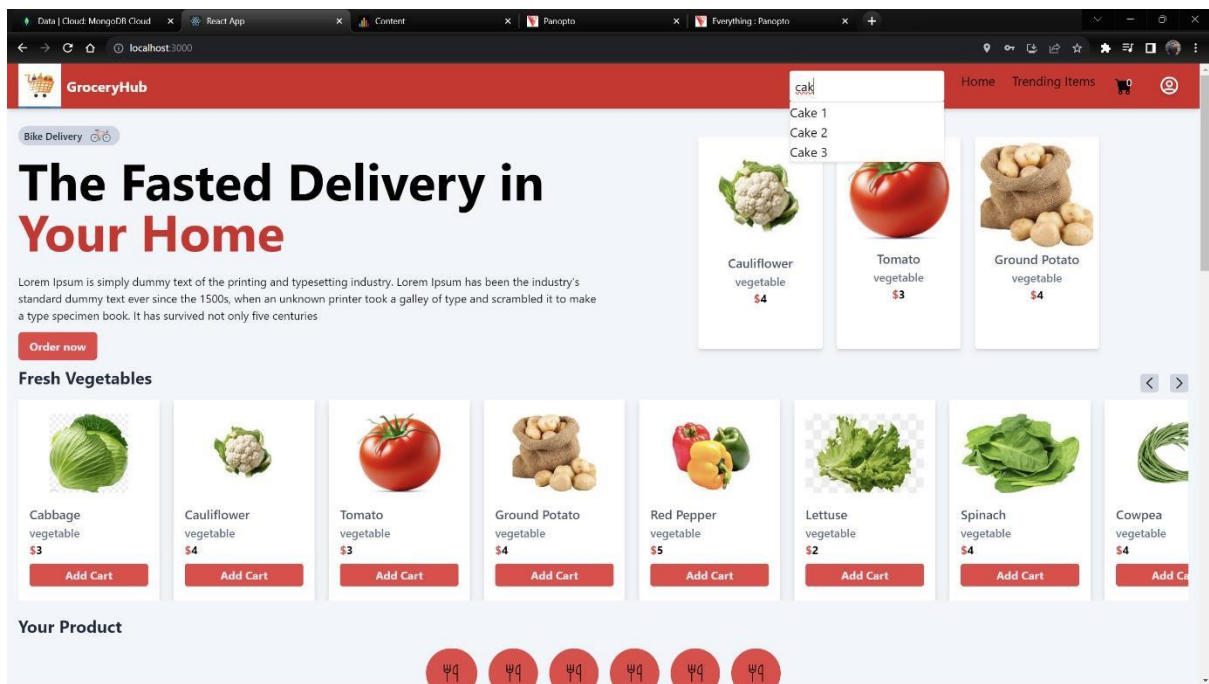 Data | Cloud: MongoDB Cloud
React App
Content
Panopto
Everything : Panopto
localhost:3000
GroceryHub
cak
Home
Trending Items
0
Cake 1
Cake 2
Cake 3
Bike Delivery
The Fasted Delivery in
Your Home
Lorem Ipsum is simply dummy text of the printing and typesetting industry. Lorem Ipsum has been the industry's
standard dummy text ever since the 1500s, when an unknown printer took a galley of type and scrambled it to make
a type specimen book. It has survived not only five centuries
Order now
Cauliflower
vegetable
$4
Tomato
vegetable
$3
Ground Potato
vegetable
$4
Fresh Vegetables
Cabbage
vegetable
$3
Add Cart
Cauliflower
vegetable
$4
Add Cart
Tomato
vegetable
$3
Add Cart
Ground Potato
vegetable
$4
Add Cart
Red Pepper
vegetable
$5
Add Cart
Lettuse
vegetable
$2
Add Cart
Spinach
vegetable
$4
Add Cart
Cowpea
vegetable
$4
Add Ca
Your Product